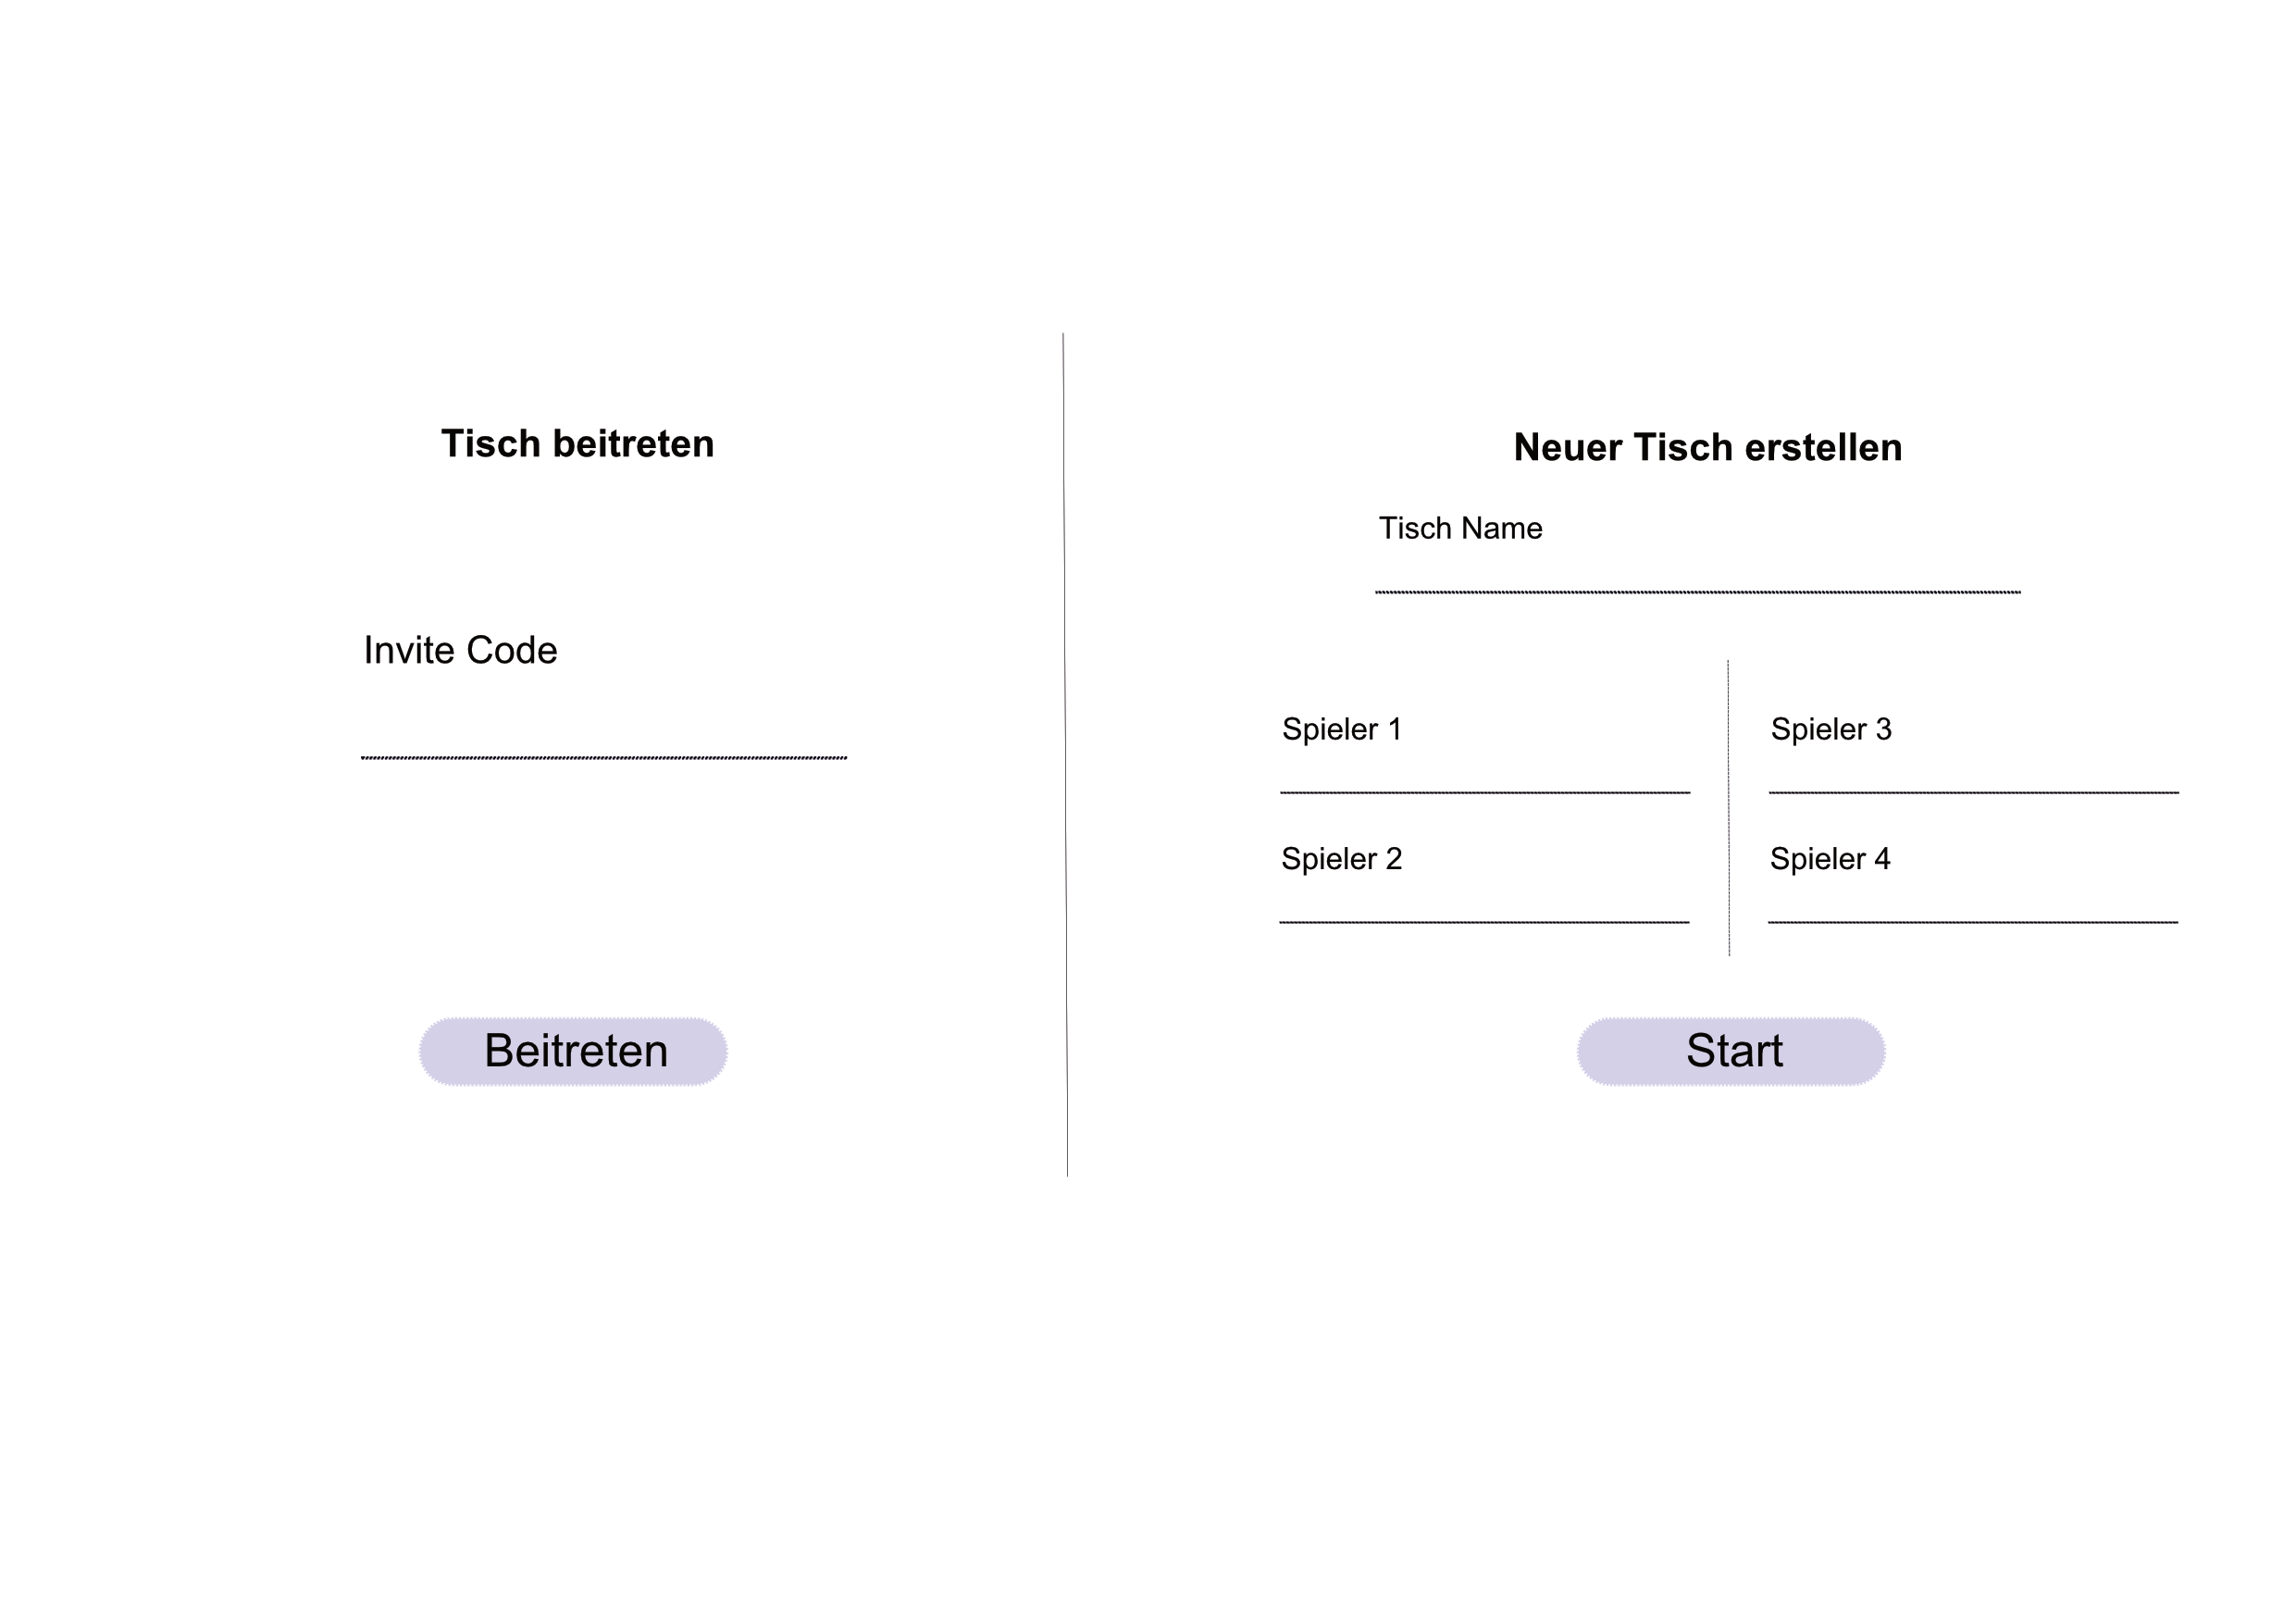 Tisch beitreten
Invite Code
Beitreten
Neuer Tisch erstellen
Tisch Name
Spieler 1
Spieler 2
Spieler 3
Spieler 4
Start